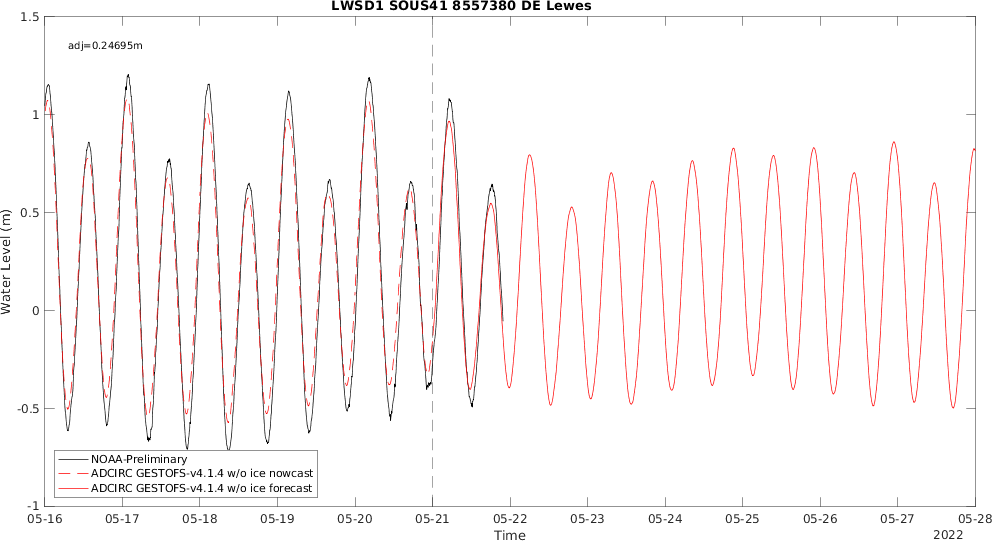 LWSD1 SOUS41 8557380 DE Lewes
1.5
adj=0.24695m
1
0.5
Water Level (m)
0
-0.5
NOAA-Preliminary
ADCIRC GESTOFS-v4.1.4 w/o ice nowcast
ADCIRC GESTOFS-v4.1.4 w/o ice forecast
-1
05-16 05-17 05-18 05-19 05-20 05-21 05-22 05-23 05-24 05-25 05-26 05-27 05-28
Time
2022